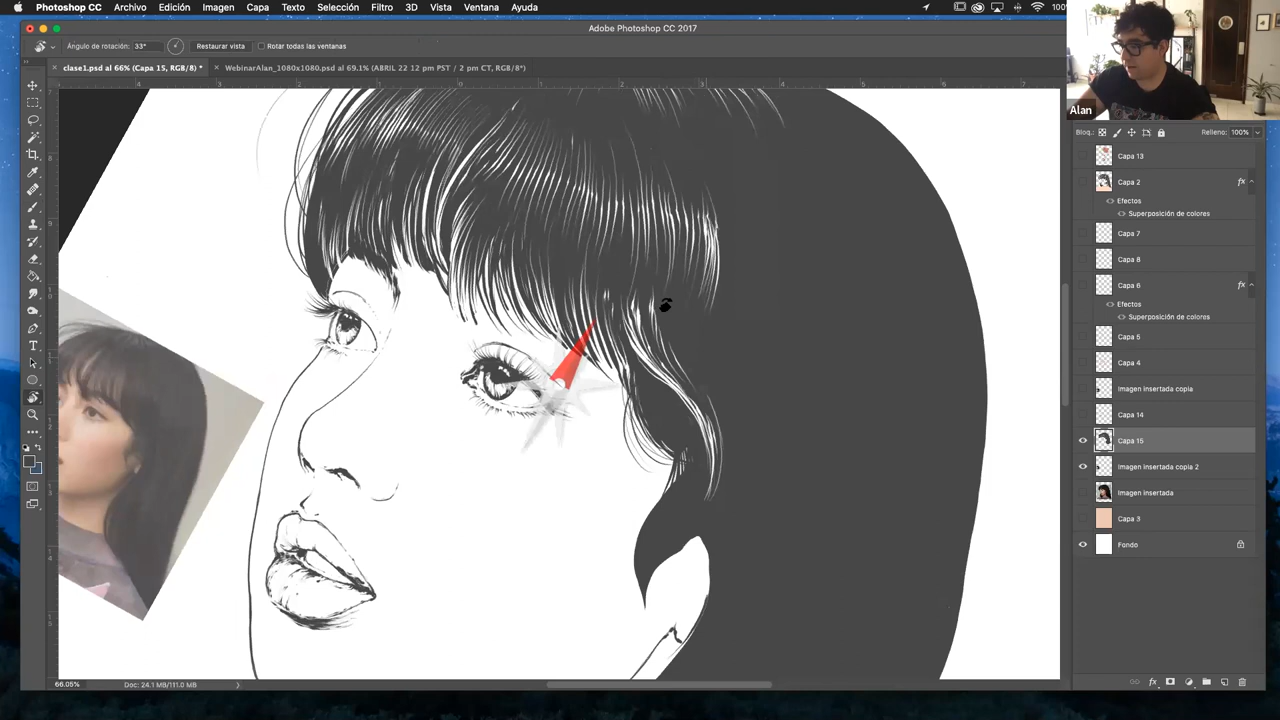 Photoshop CC Archivo Edición Imagen Capa Texto Selección Filtro 3D Vista Ventana Ayuda
Adobe Photoshop CC 2017
Ángulo de rotación: 33° Restaurar vista Rotar todas las ventanas
clase1.psd al 66% (Capa 15, RGB/8) * WebinarAlan_1080x1080.psd al 69.1% (ABRIL 22 12 pm PST / 2 pm CT, RGB/8*)
Alan
Bloq.: Relleno: 100%
Capa 13
Capa 2 fx
Efectos
Superposición de colores
Capa 7
Capa 8
Capa 6 fx
Efectos
Superposición de colores
Capa 5
Capa 4
Imagen insertada copia
Capa 14
Capa 15
Imagen insertada copia 2
Imagen insertada
Capa 3
Fondo
66.05% Doc: 24.1 MB/111.0 MB